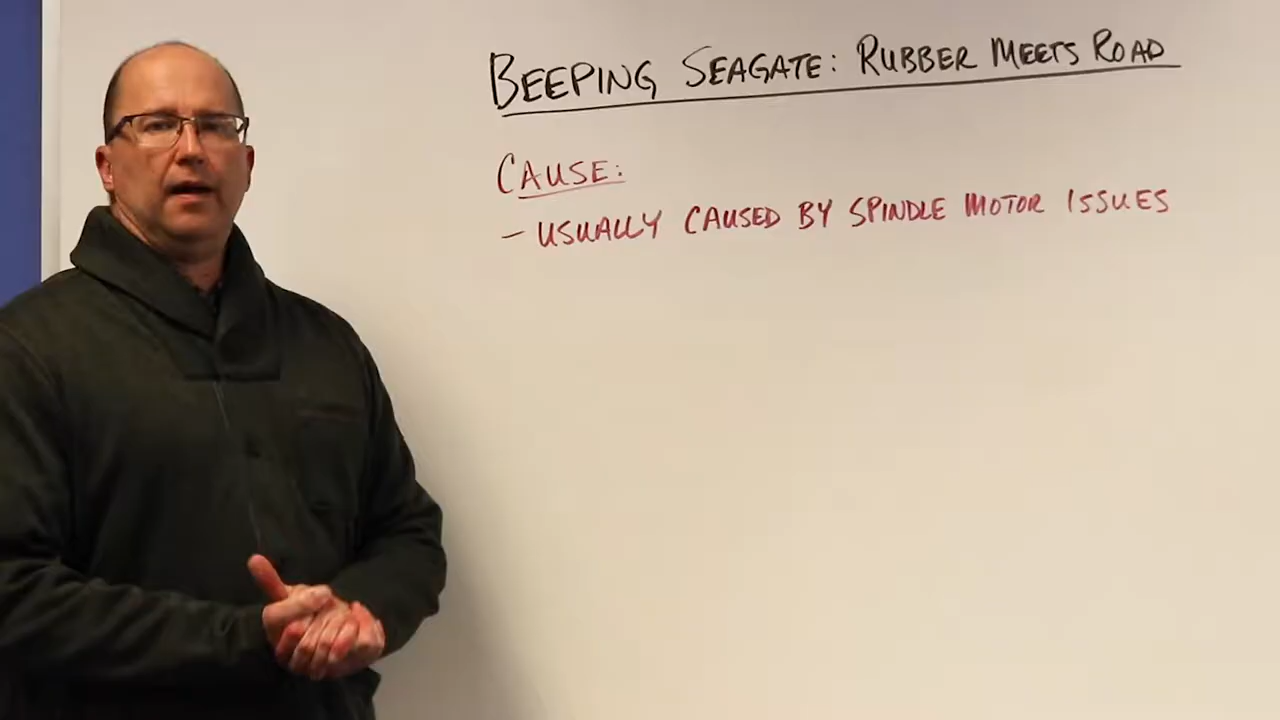 BEEPING SEAGATE: RUBBER MEETS ROAD
CAUSE:
- USUALLY CAUSED BY SPINDLE MOTOR ISSUES